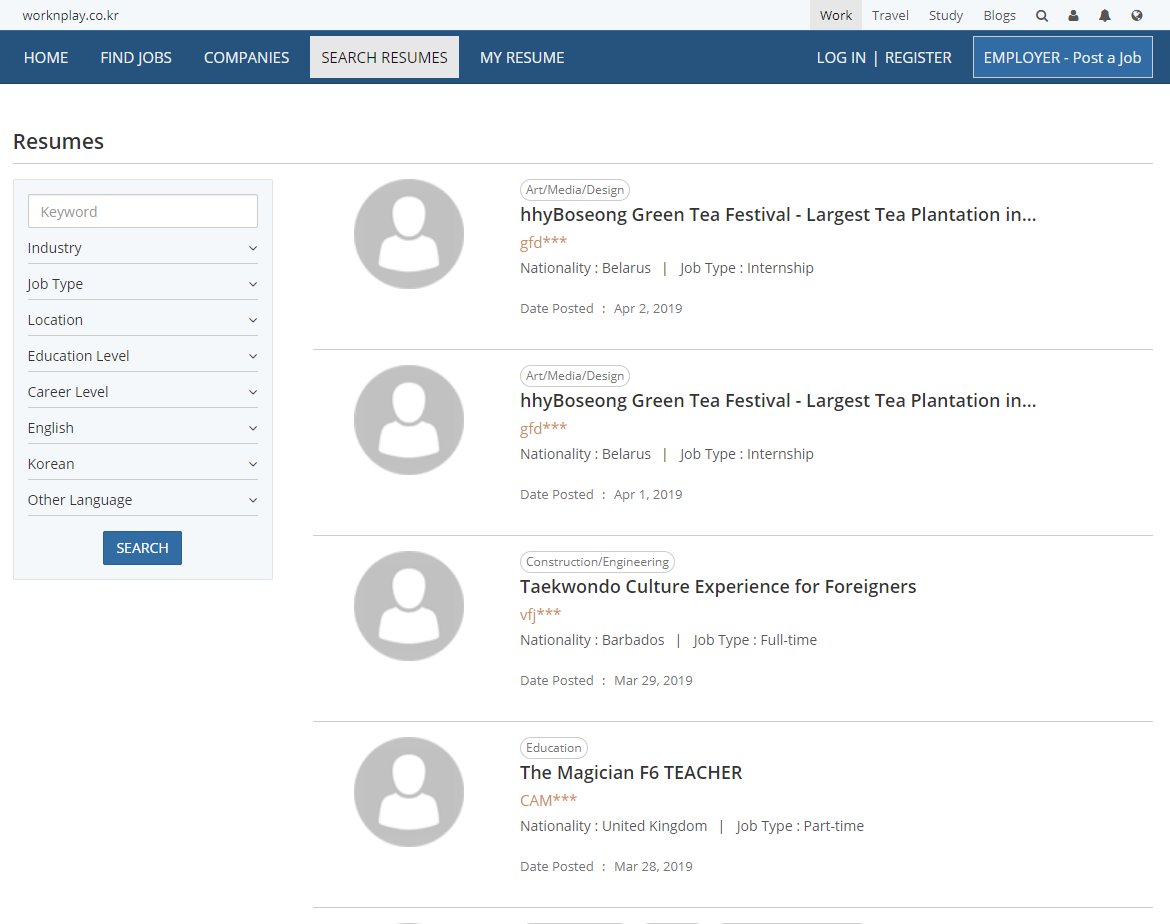 worknplay.co.kr
Work Travel Study Blogs
HOME FIND JOBS COMPANIES SEARCH RESUMES MY RESUME LOG IN | REGISTER EMPLOYER - Post a Job
Resumes
Keyword
Industry
Job Type
Location
Education Level
Career Level
English
Korean
Other Language
SEARCH
Art/Media/Design
hhyBoseong Green Tea Festival - Largest Tea Plantation in...
gfd***
Nationality : Belarus | Job Type : Internship
Date Posted : Apr 2, 2019
Art/Media/Design
hhyBoseong Green Tea Festival - Largest Tea Plantation in...
gfd***
Nationality : Belarus | Job Type : Internship
Date Posted : Apr 1, 2019
Construction/Engineering
Taekwondo Culture Experience for Foreigners
vfj***
Nationality : Barbados | Job Type : Full-time
Date Posted : Mar 29, 2019
Education
The Magician F6 TEACHER
CAM***
Nationality : United Kingdom | Job Type : Part-time
Date Posted : Mar 28, 2019